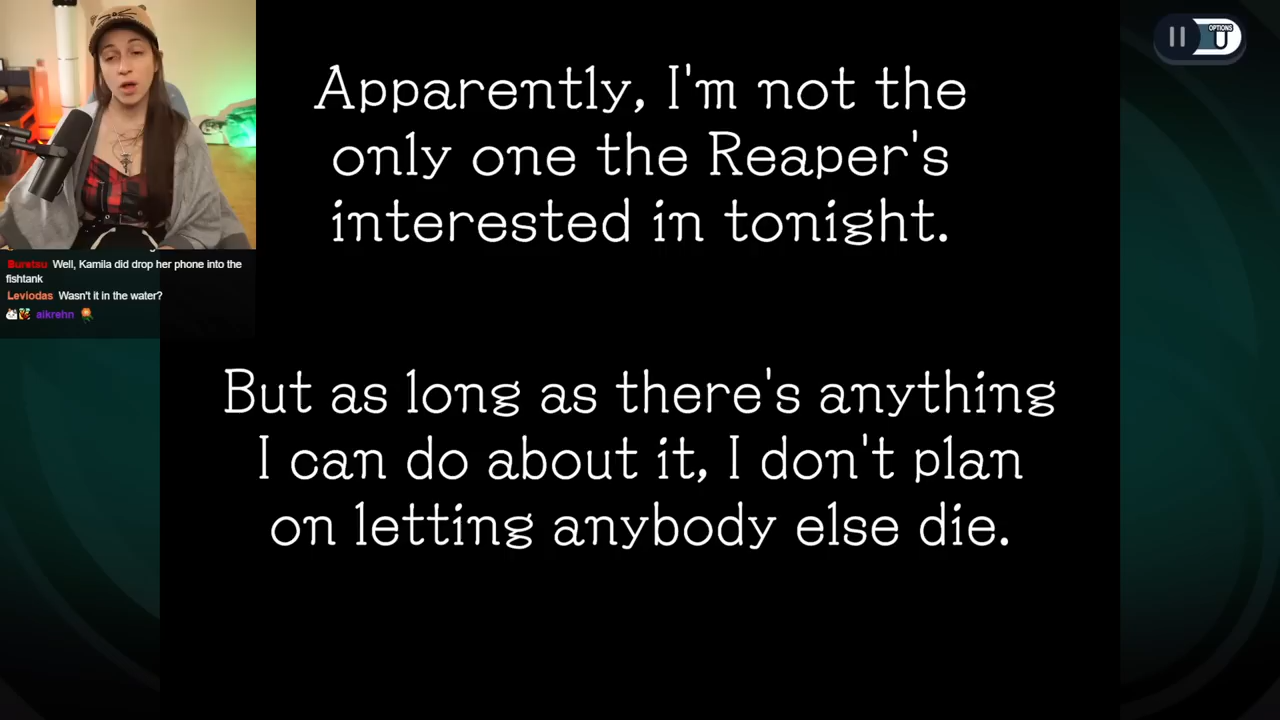 OPTIONS
Apparently, I'm not the
only one the Reaper's
interested in tonight.
Buretsu Well, Kamila did drop her phone into the
fishtank
Leviodas Wasn't it in the water?
aikrehn
But as long as there's anything
I can do about it, I don't plan
on letting anybody else die.